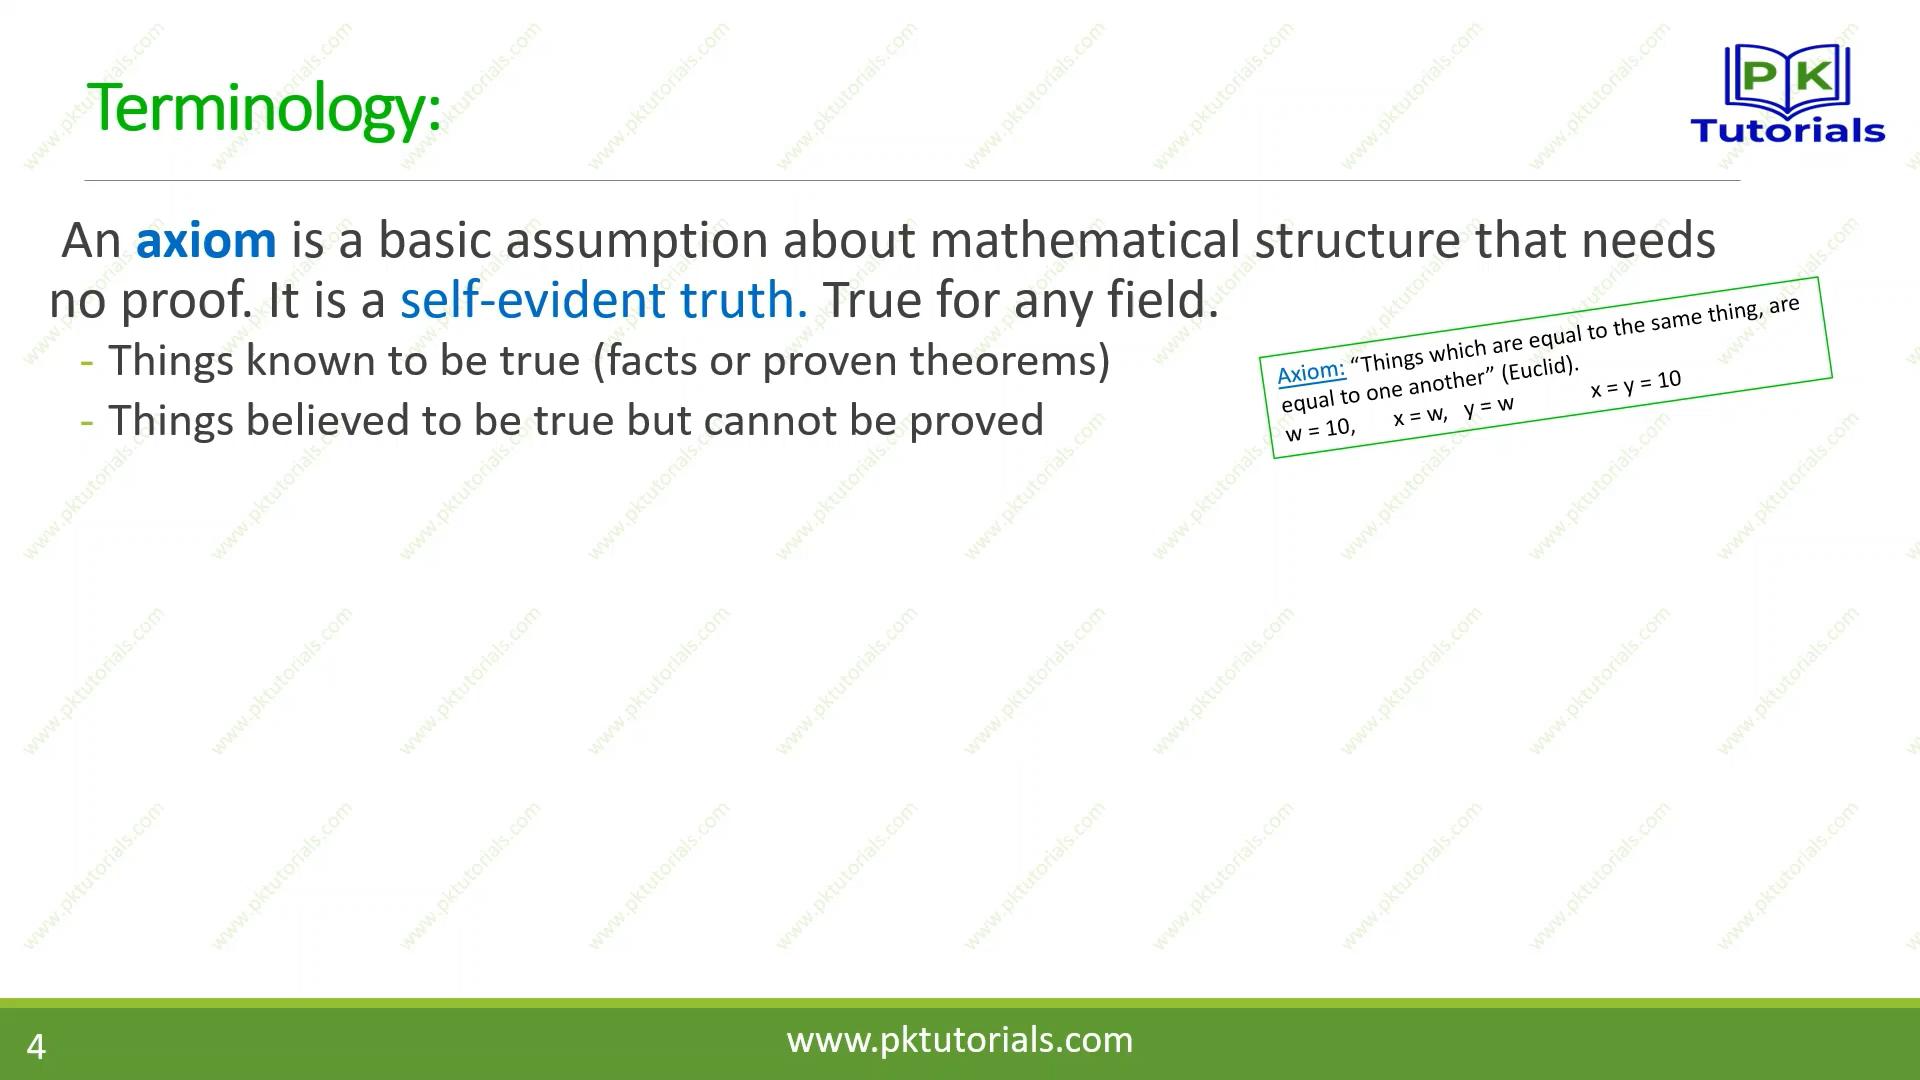 Terminology:
PK
Tutorials
An axiom is a basic assumption about mathematical structure that needs
no proof. It is a self-evident truth. True for any field.
- Things known to be true (facts or proven theorems)
- Things believed to be true but cannot be proved
Axiom: “Things which are equal to the same thing, are
equal to one another” (Euclid).
w = 10, x = w, y = w x = y = 10
4
www.pktutorials.com